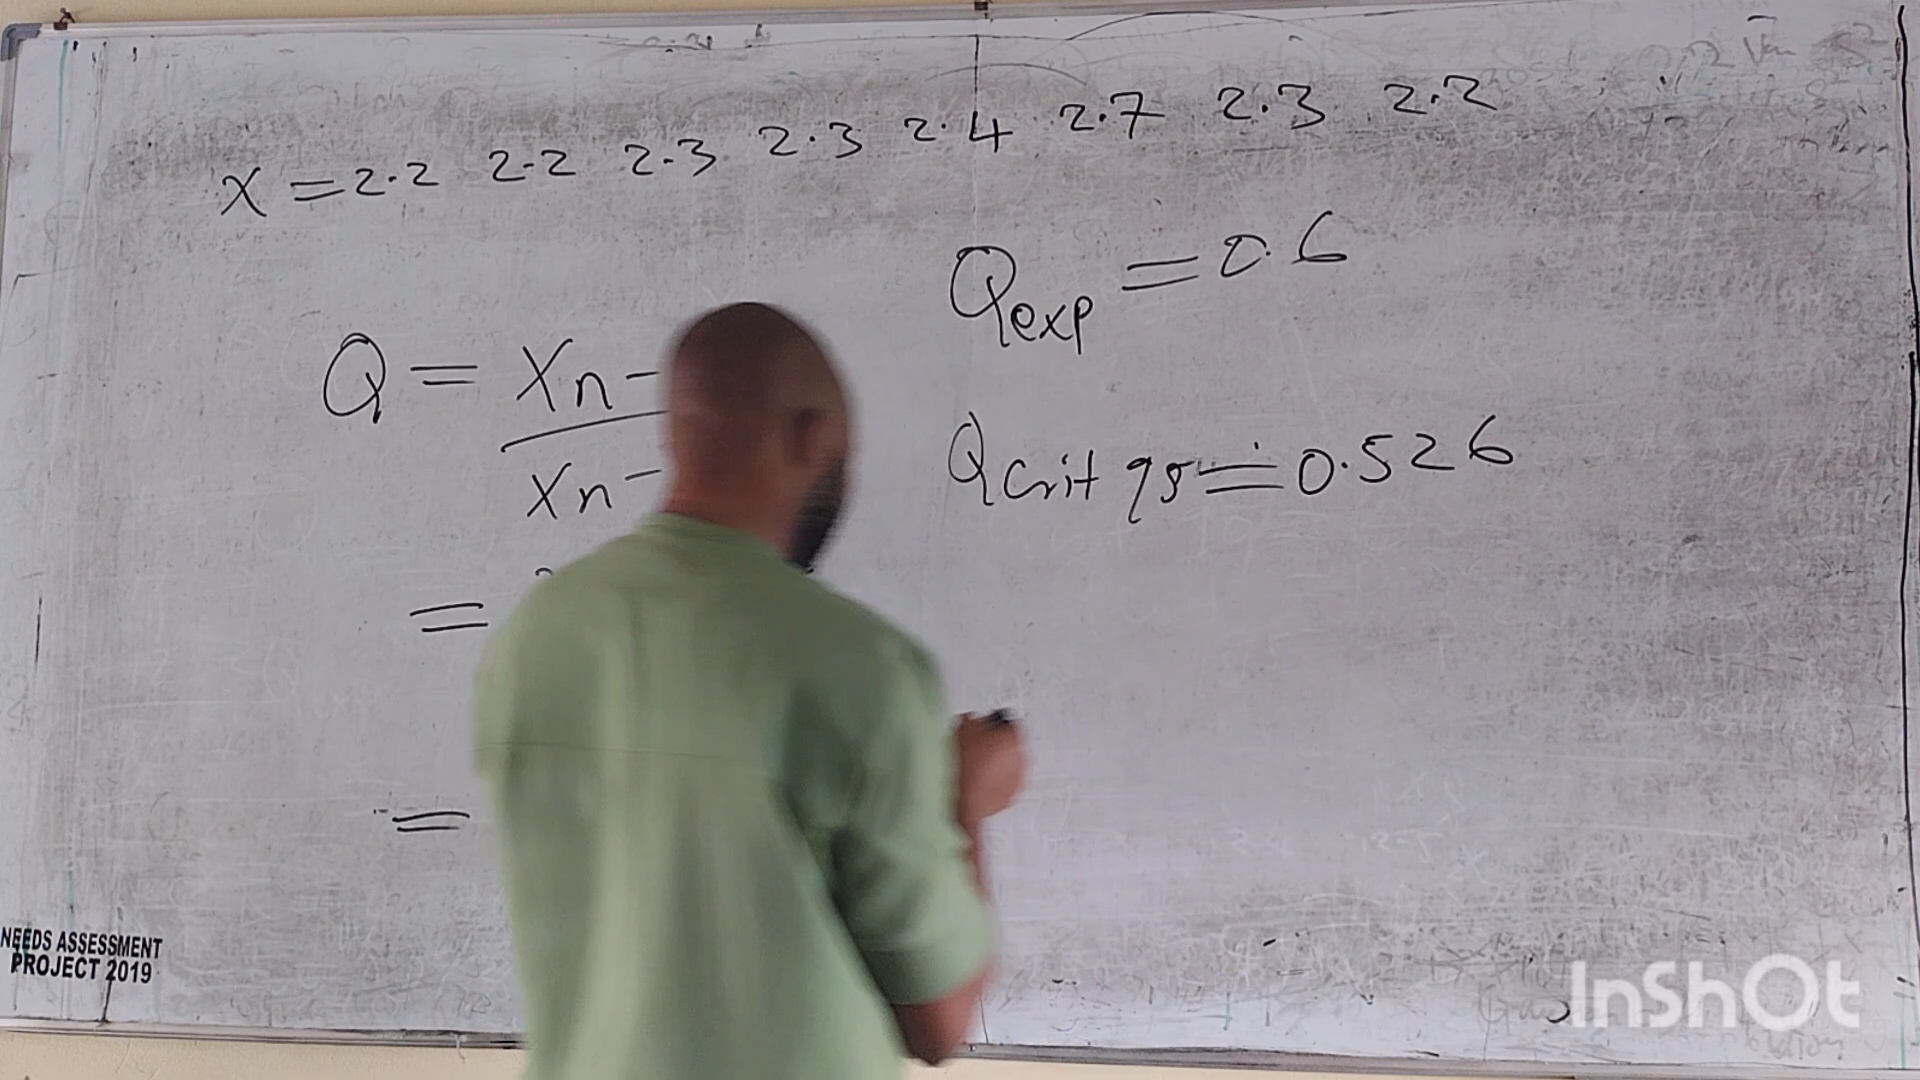 X = 2.2 2.2 2.3 2.3 2.4 2.7 2.3 2.2
Qexp = 0.6
Q = Xn -
Xn -
Qcrit 95 = 0.526
=
=
NEEDS ASSESSMENT
PROJECT 2019
InShOt